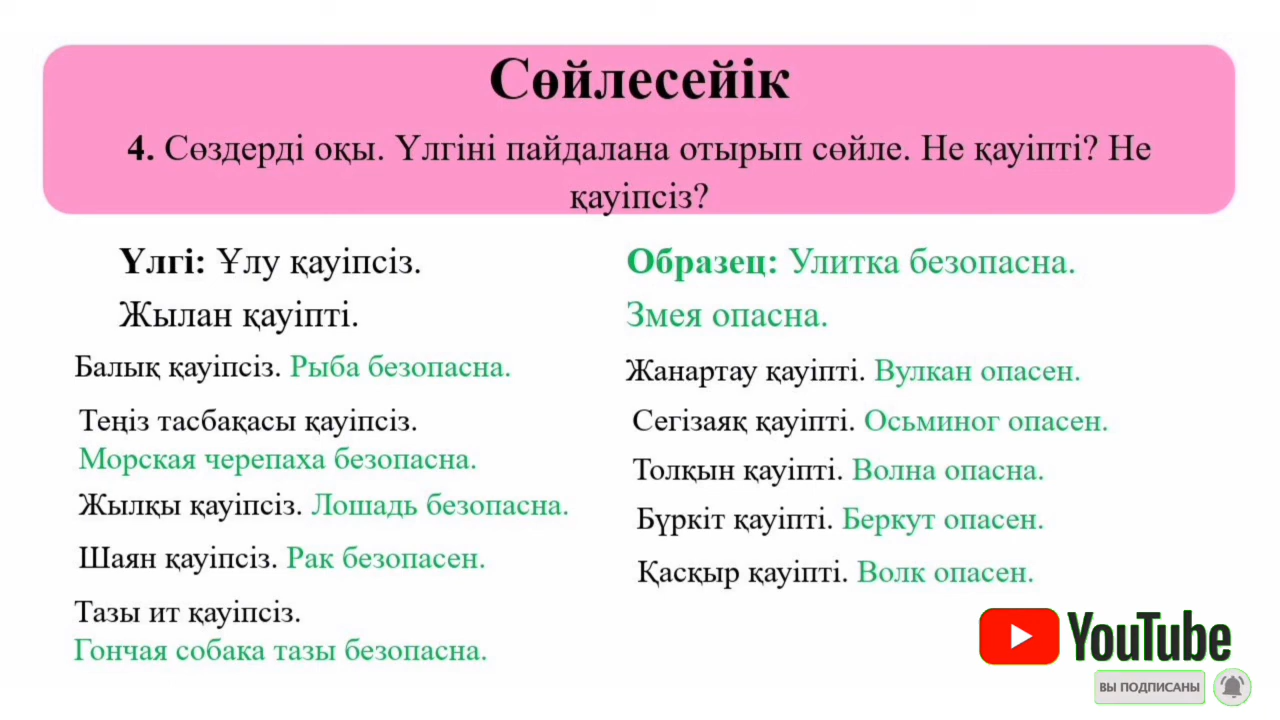 Сөйлесейік
4. Сөздерді оқы. Үлгіні пайдалана отырып сөйле. Не қауіпті? Не
қауіпсіз?
Үлгі: Ұлу қауіпсіз.
Жылан қауіпті.
Балық қауіпсіз. Рыба безопасна.
Теңіз тасбақасы қауіпсіз.
Морская черепаха безопасна.
Жылқы қауіпсіз. Лошадь безопасна.
Шаян қауіпсіз. Рак безопасен.
Тазы ит қауіпсіз.
Гончая собака тазы безопасна.
Образец: Улитка безопасна.
Змея опасна.
Жанартау қауіпті. Вулкан опасен.
Сегізаяқ қауіпті. Осьминог опасен.
Толқын қауіпті. Волна опасна.
Бүркіт қауіпті. Беркут опасен.
Қасқыр қауіпті. Волк опасен.
YouTube
ВЫ ПОДПИСАНЫ